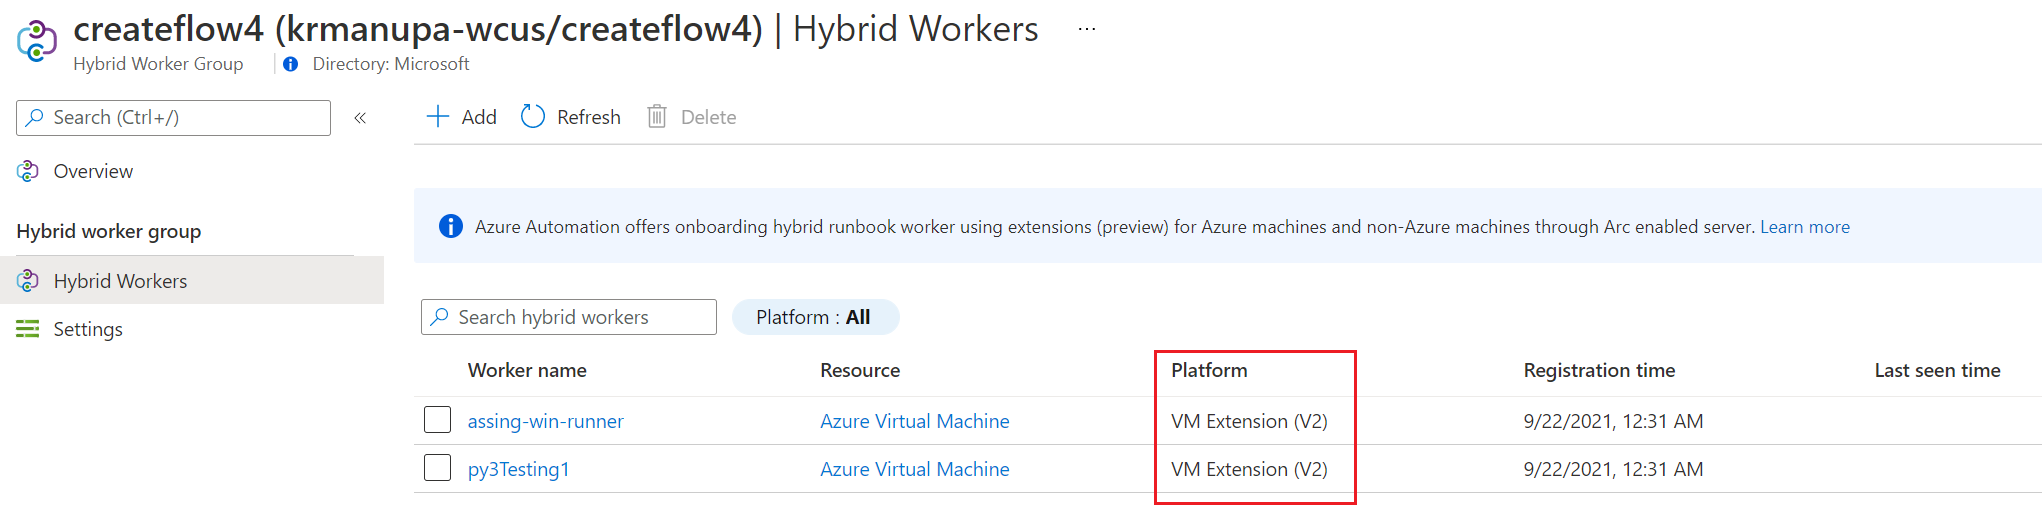 createflow4 (krmanupa-wcus/createflow4) | Hybrid Workers ...
Hybrid Worker Group Directory: Microsoft
Search (Ctrl+/) «
Add Refresh Delete
Overview
Hybrid worker group
Hybrid Workers
Settings
Azure Automation offers onboarding hybrid runbook worker using extensions (preview) for Azure machines and non-Azure machines through Arc enabled server. Learn more
Search hybrid workers Platform : All
Worker name Resource Platform Registration time Last seen time
assing-win-runner Azure Virtual Machine VM Extension (V2) 9/22/2021, 12:31 AM
py3Testing1 Azure Virtual Machine VM Extension (V2) 9/22/2021, 12:31 AM